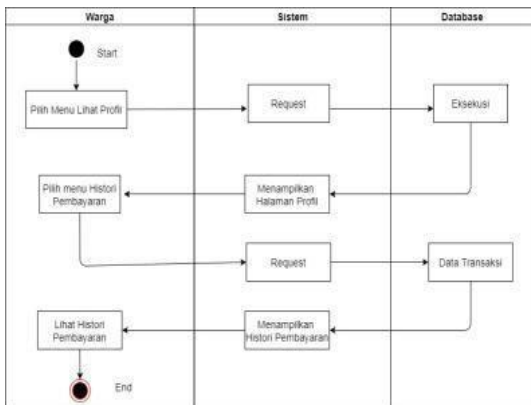 Warga
Sistem
Database
Start
Pilih Menu Lihat Profil
Request
Eksekusi
Pilih menu Histori
Pembayaran
Menampilkan
Halaman Profil
Request
Data Transaksi
Lihat Histori
Pembayaran
Menampilkan
Histori Pembayaran
End